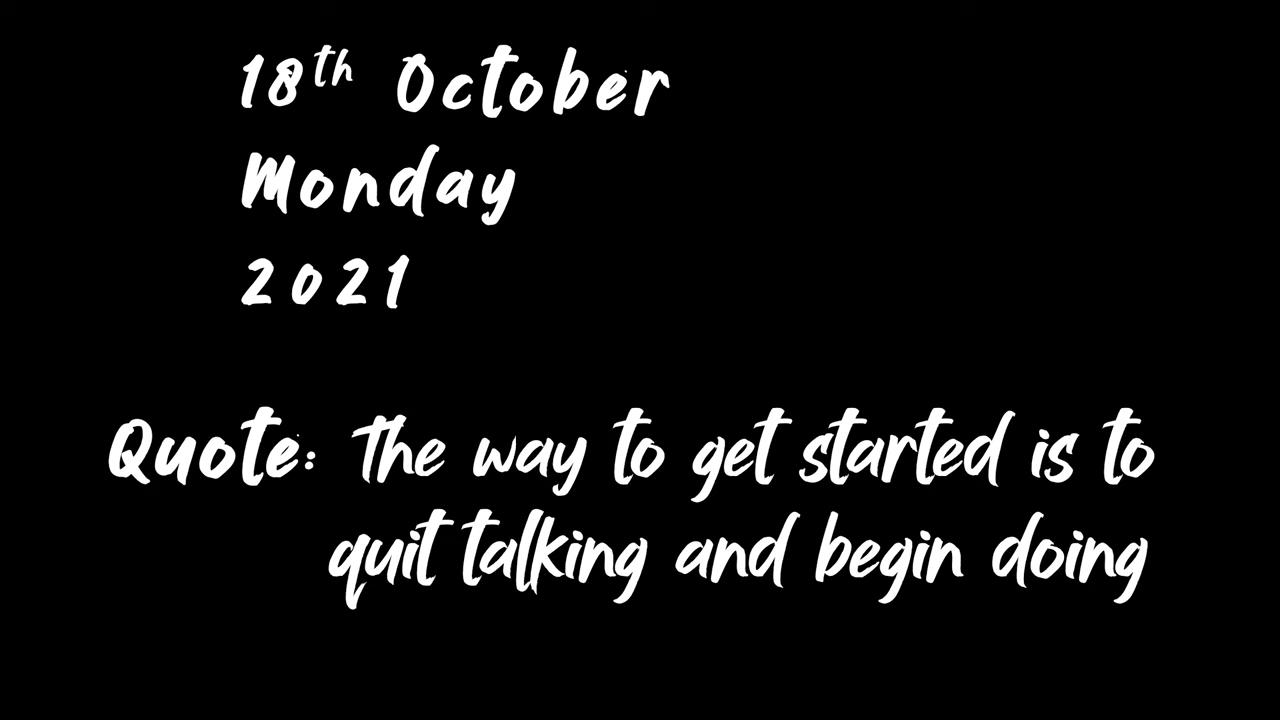 18th October
Monday
2021
Quote: The way to get started is to
quit talking and begin doing